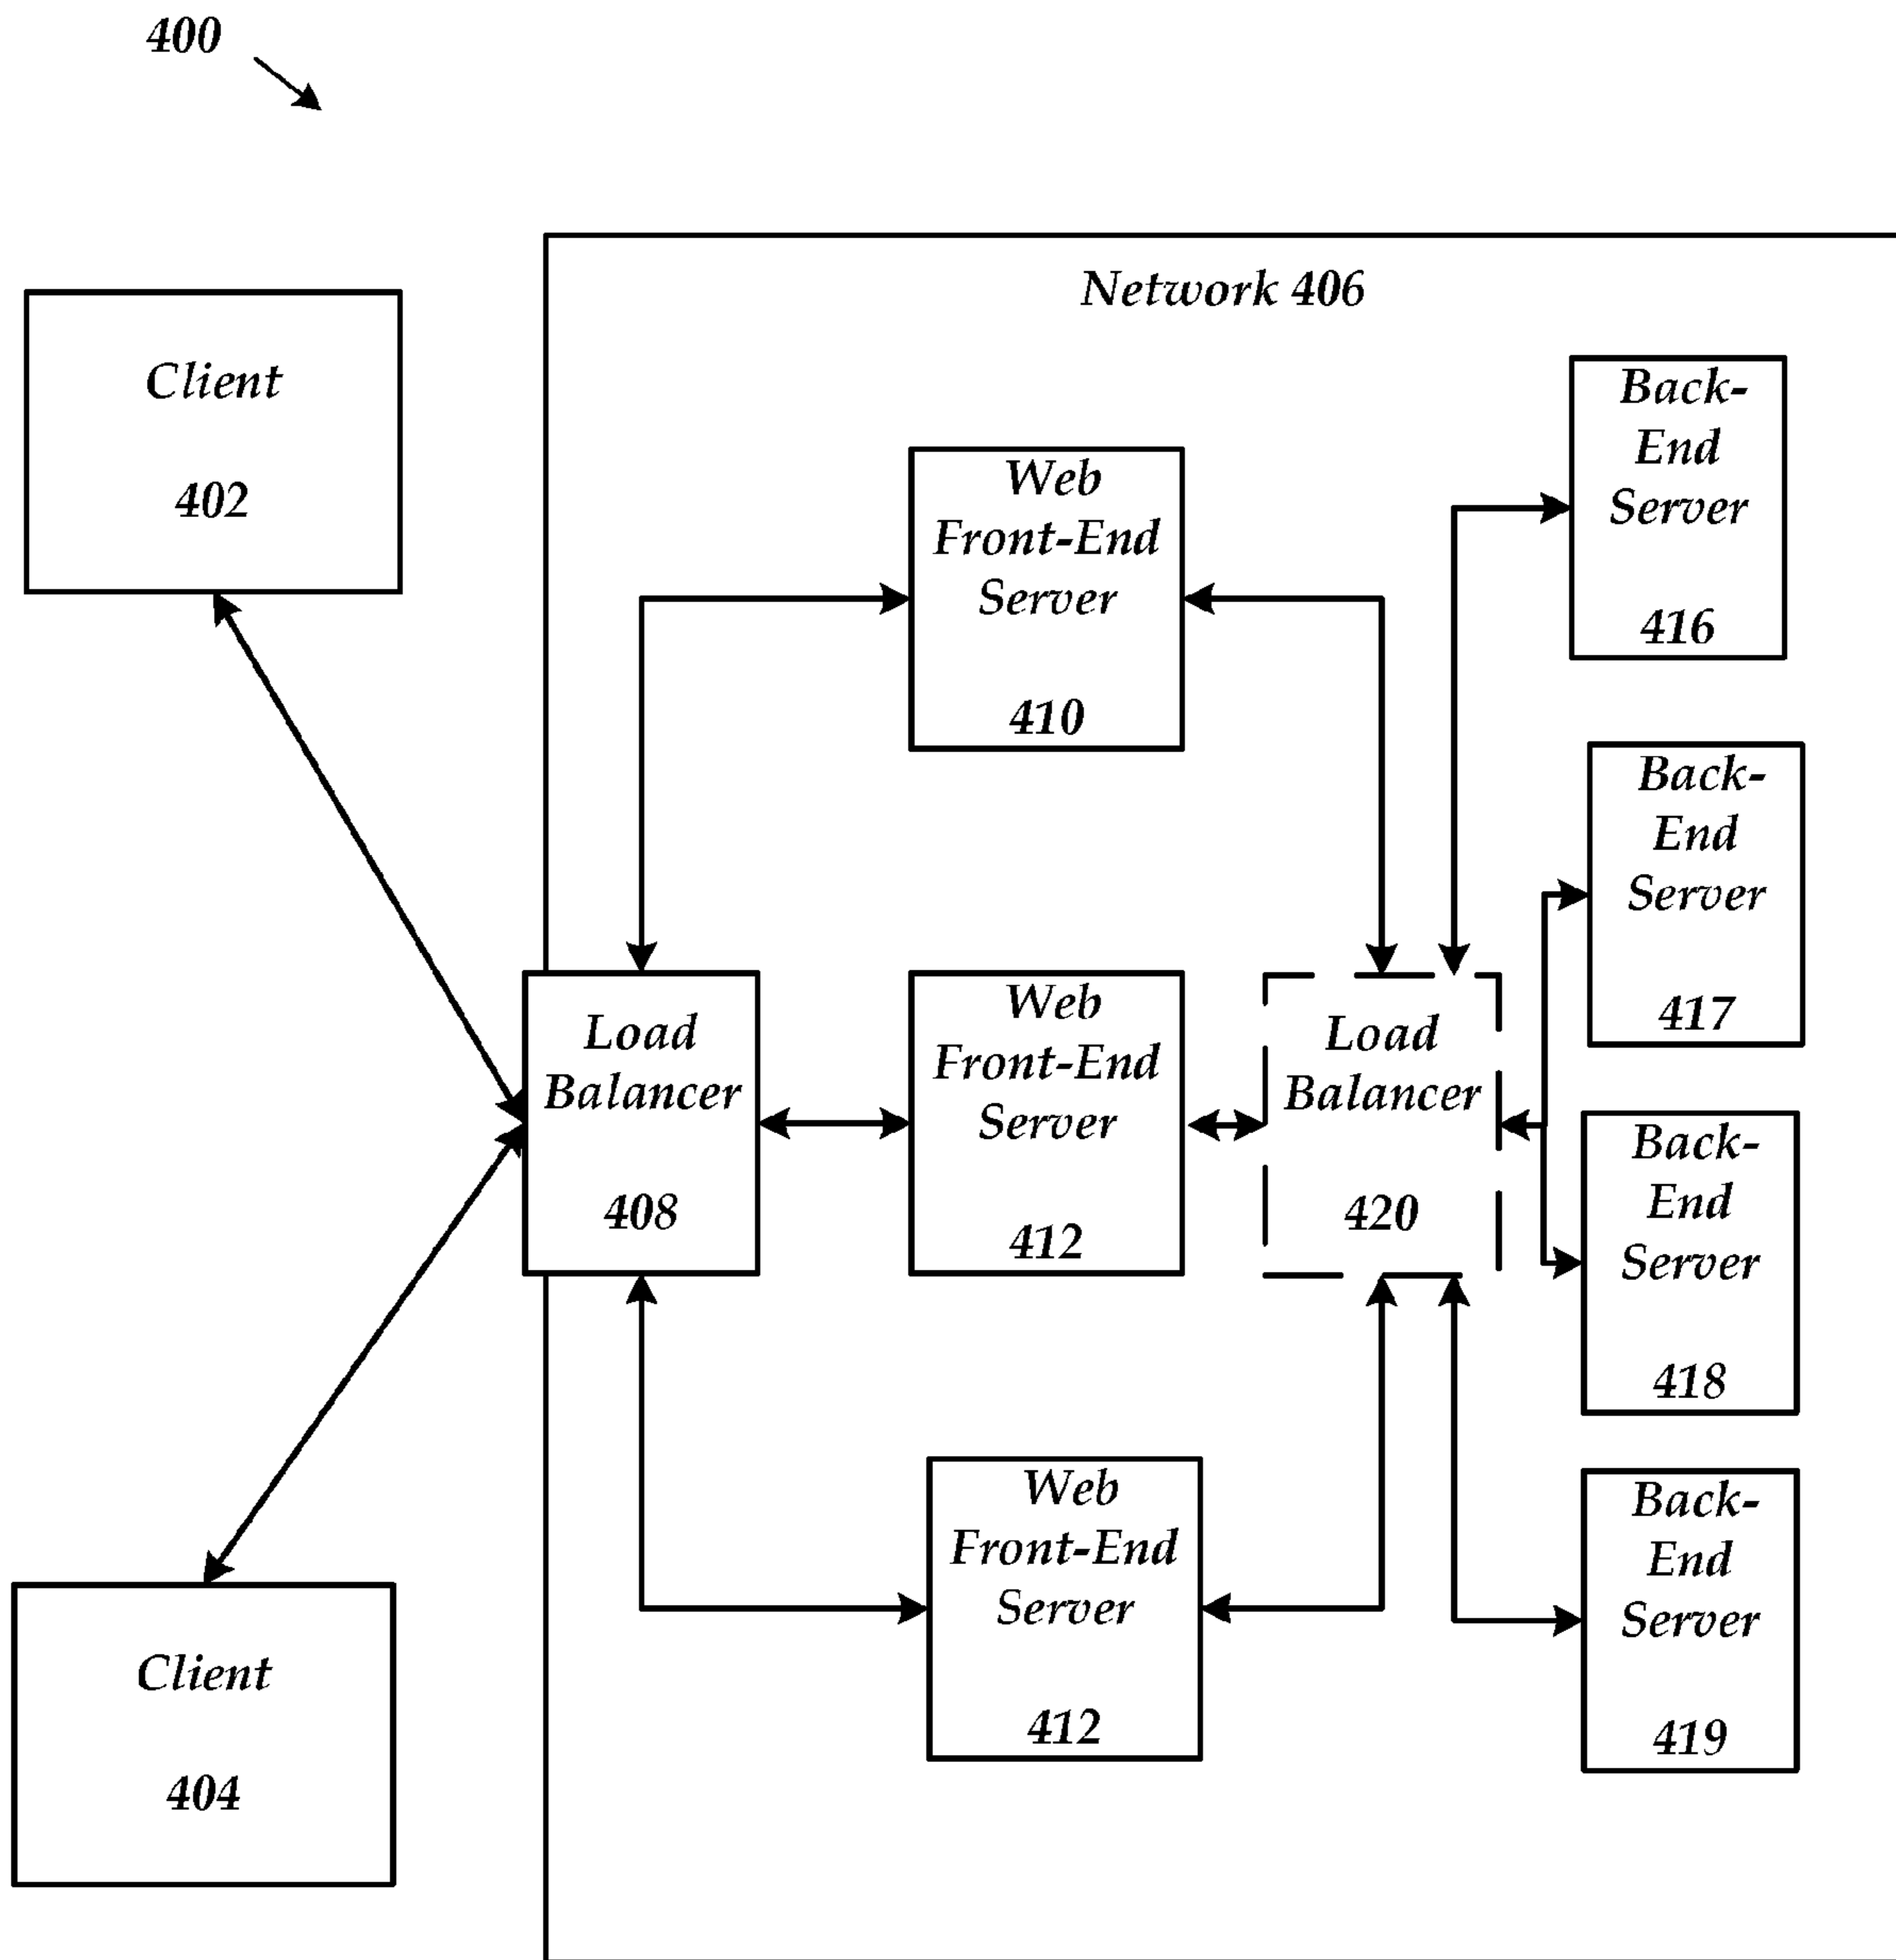 400
Network 406
Client
402
Web
Front-End
Server
410
Back-
End
Server
416
Back-
End
Server
417
Load
Balancer
408
Web
Front-End
Server
412
Load
Balancer
420
Back-
End
Server
418
Web
Front-End
Server
412
Back-
End
Server
419
Client
404